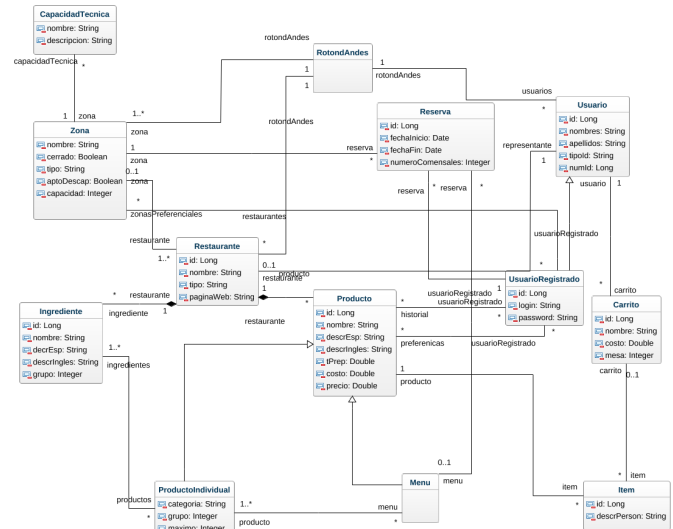 CapacidadTecnica
nombre: String
descripcion: String
capacidadTecnica
*
1
zona
rotondAndes
RotondAndes
1
rotondAndes
1
1
rotondAndes
usuarios
*
Zona
nombre: String
cerrado: Boolean
tipo: String
aptoDescap: Boolean
capacidad: Integer
1..*
zona
1
zona
0..1
zona
*
zonasPreferenciales
Reserva
id: Long
fechaInicio: Date
fechaFin: Date
numeroComensales: Integer
reserva
*
reserva
*
reserva
*
Usuario
id: Long
nombres: String
apellidos: String
tipoId: String
numId: Long
representante
1
usuario
1
usuarioRegistrado
restaurantes
*
restaurante
1..*
Restaurante
id: Long
nombre: String
tipo: String
paginaWeb: String
0..1
restaurante
producto
*
restaurante
*
restaurante
1
ingrediente
*
UsuarioRegistrado
id: Long
login: String
password: String
*
1
usuarioRegistrado
usuarioRegistrado
*
usuarioRegistrado
*
Ingrediente
id: Long
nombre: String
decrEsp: String
descrIngles: String
grupo: Integer
1..*
ingredientes
Producto
id: Long
nombre: String
descrEsp: String
descrIngles: String
tPrep: Double
costo: Double
precio: Double
*
historial
*
preferenicas
1
producto
*
carrito
Carrito
id: Long
nombre: String
costo: Double
mesa: Integer
carrito
0..1
*
item
ProductoIndividual
categoria: String
grupo: Integer
maximo: Integer
productos
*
1..*
producto
Menu
0..1
menu
menu
*
item
*
Item
id: Long
descrPerson: String